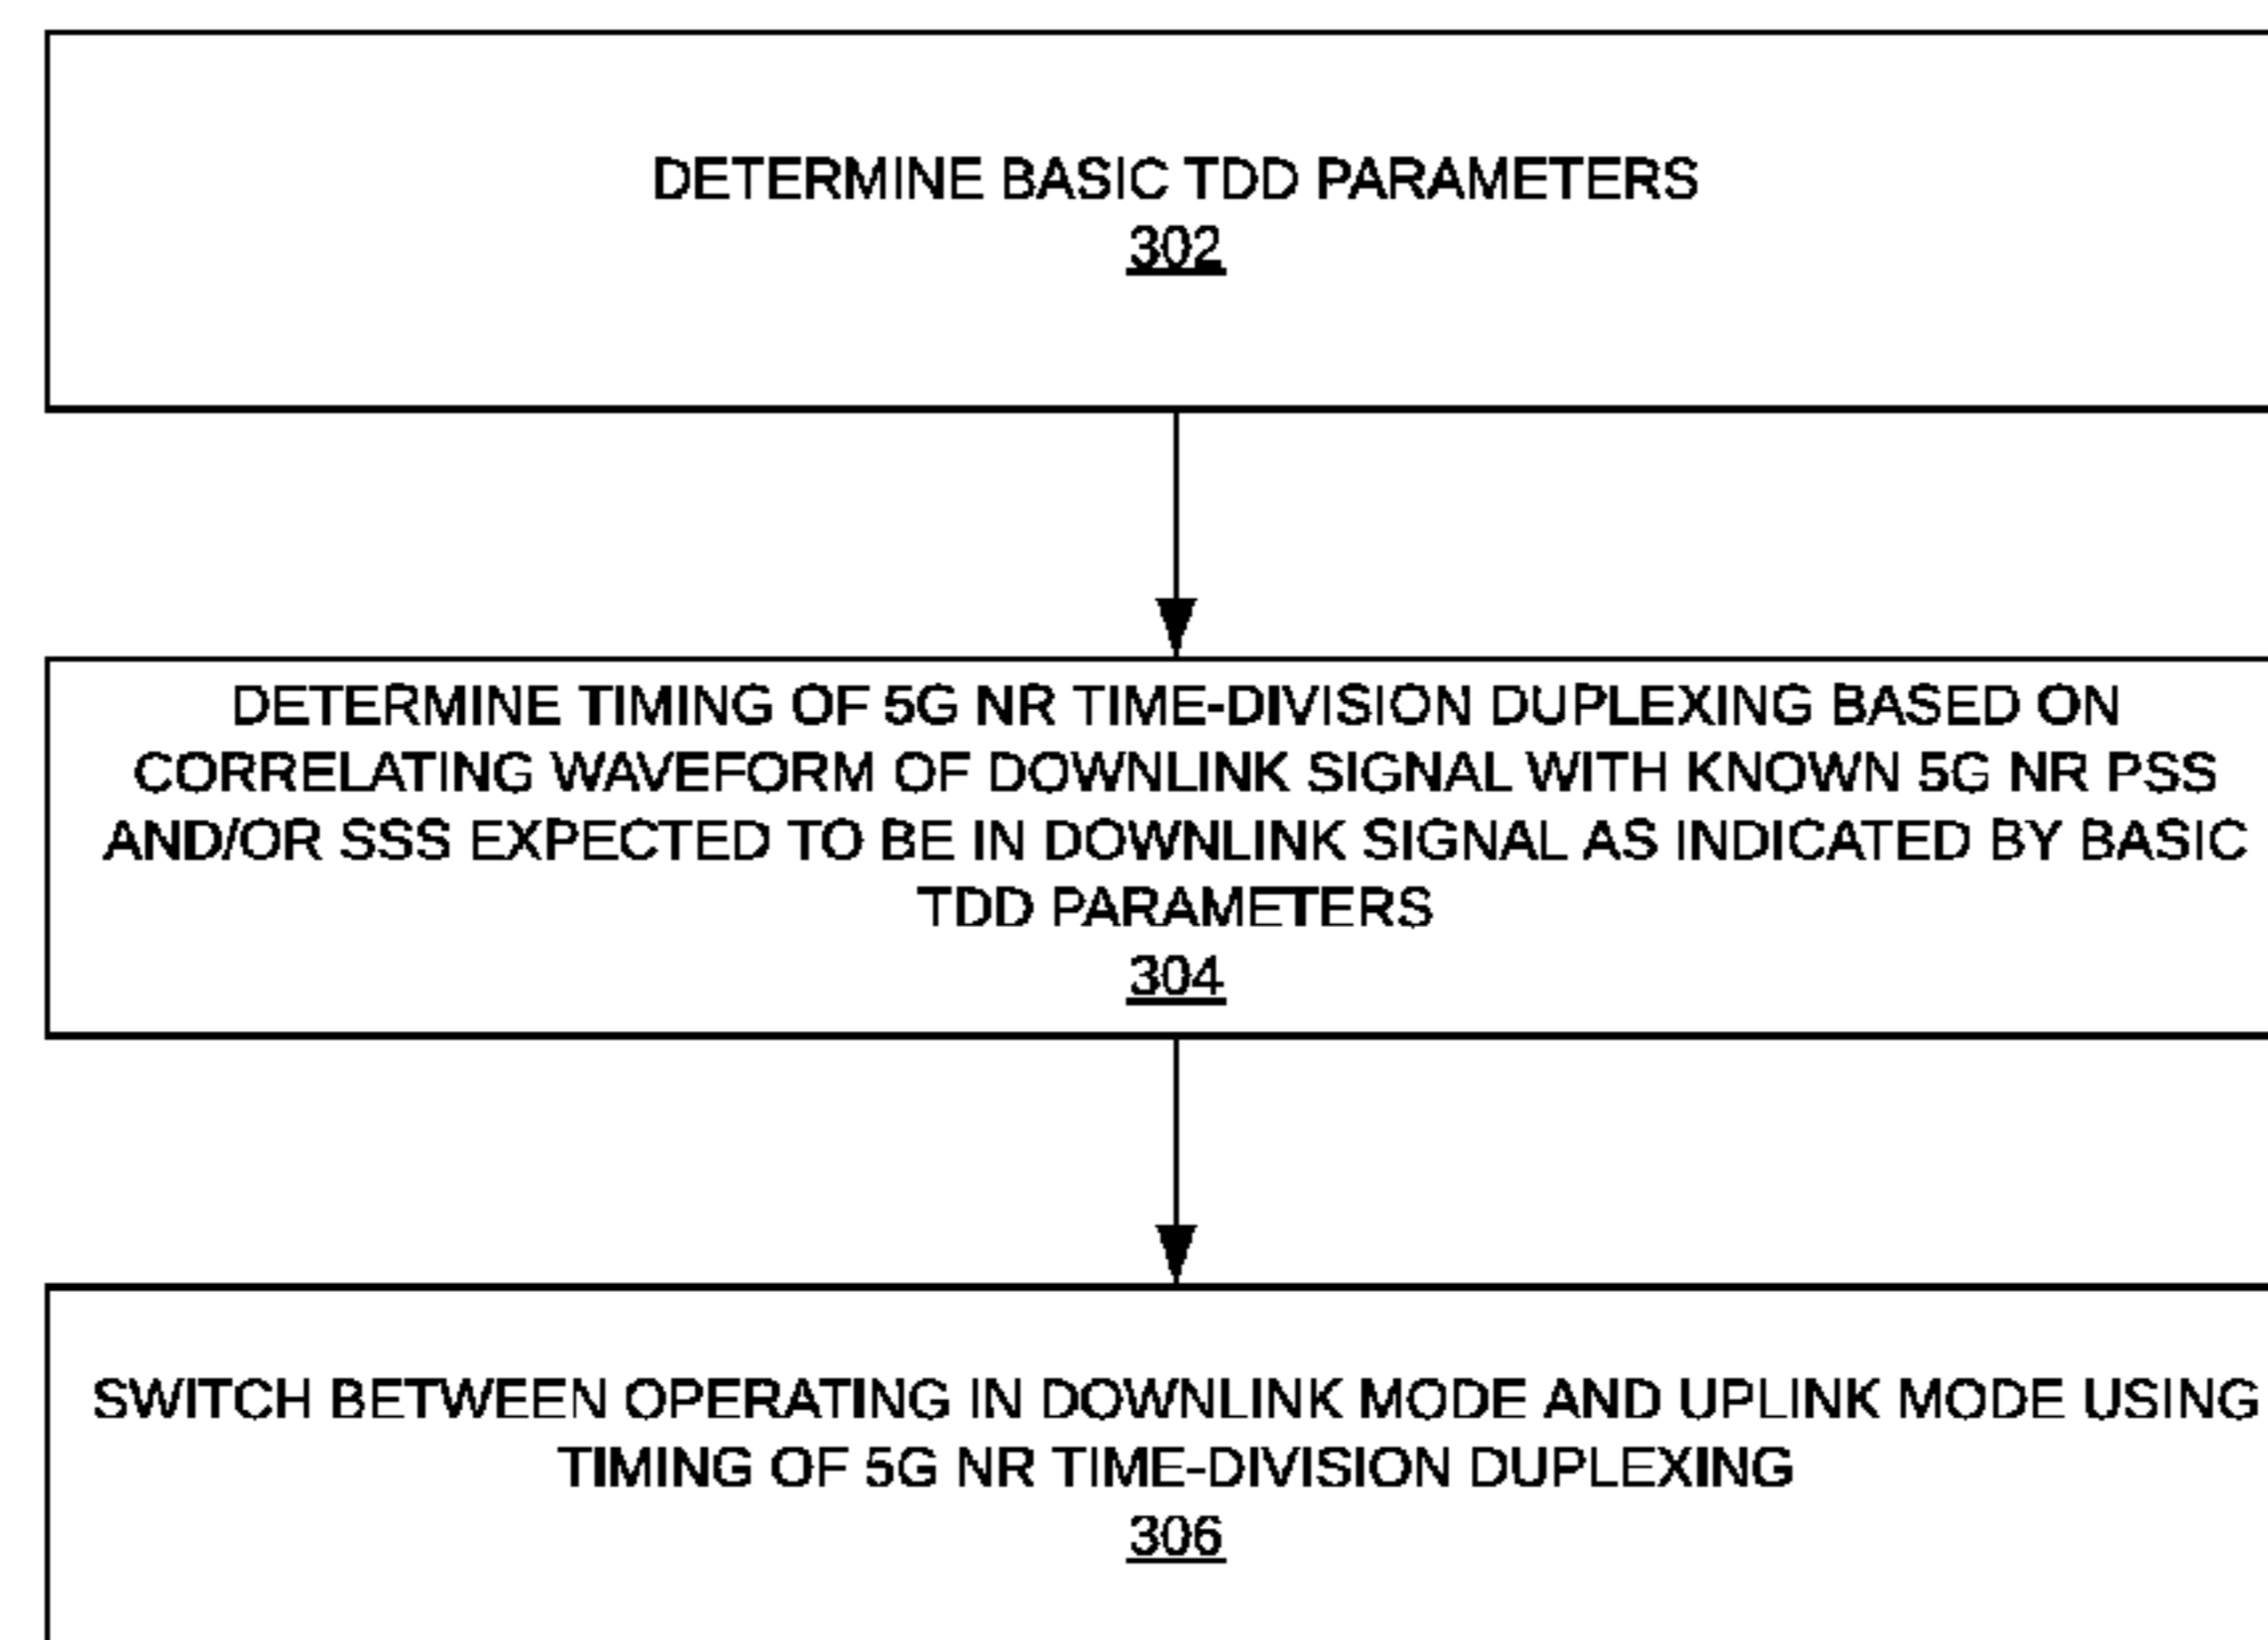 DETERMINE BASIC TDD PARAMETERS
302
DETERMINE TIMING OF 5G NR TIME-DIVISION DUPLEXING BASED ON
CORRELATING WAVEFORM OF DOWNLINK SIGNAL WITH KNOWN 5G NR PSS
AND/OR SSS EXPECTED TO BE IN DOWNLINK SIGNAL AS INDICATED BY BASIC
TDD PARAMETERS
304
SWITCH BETWEEN OPERATING IN DOWNLINK MODE AND UPLINK MODE USING
TIMING OF 5G NR TIME-DIVISION DUPLEXING
306